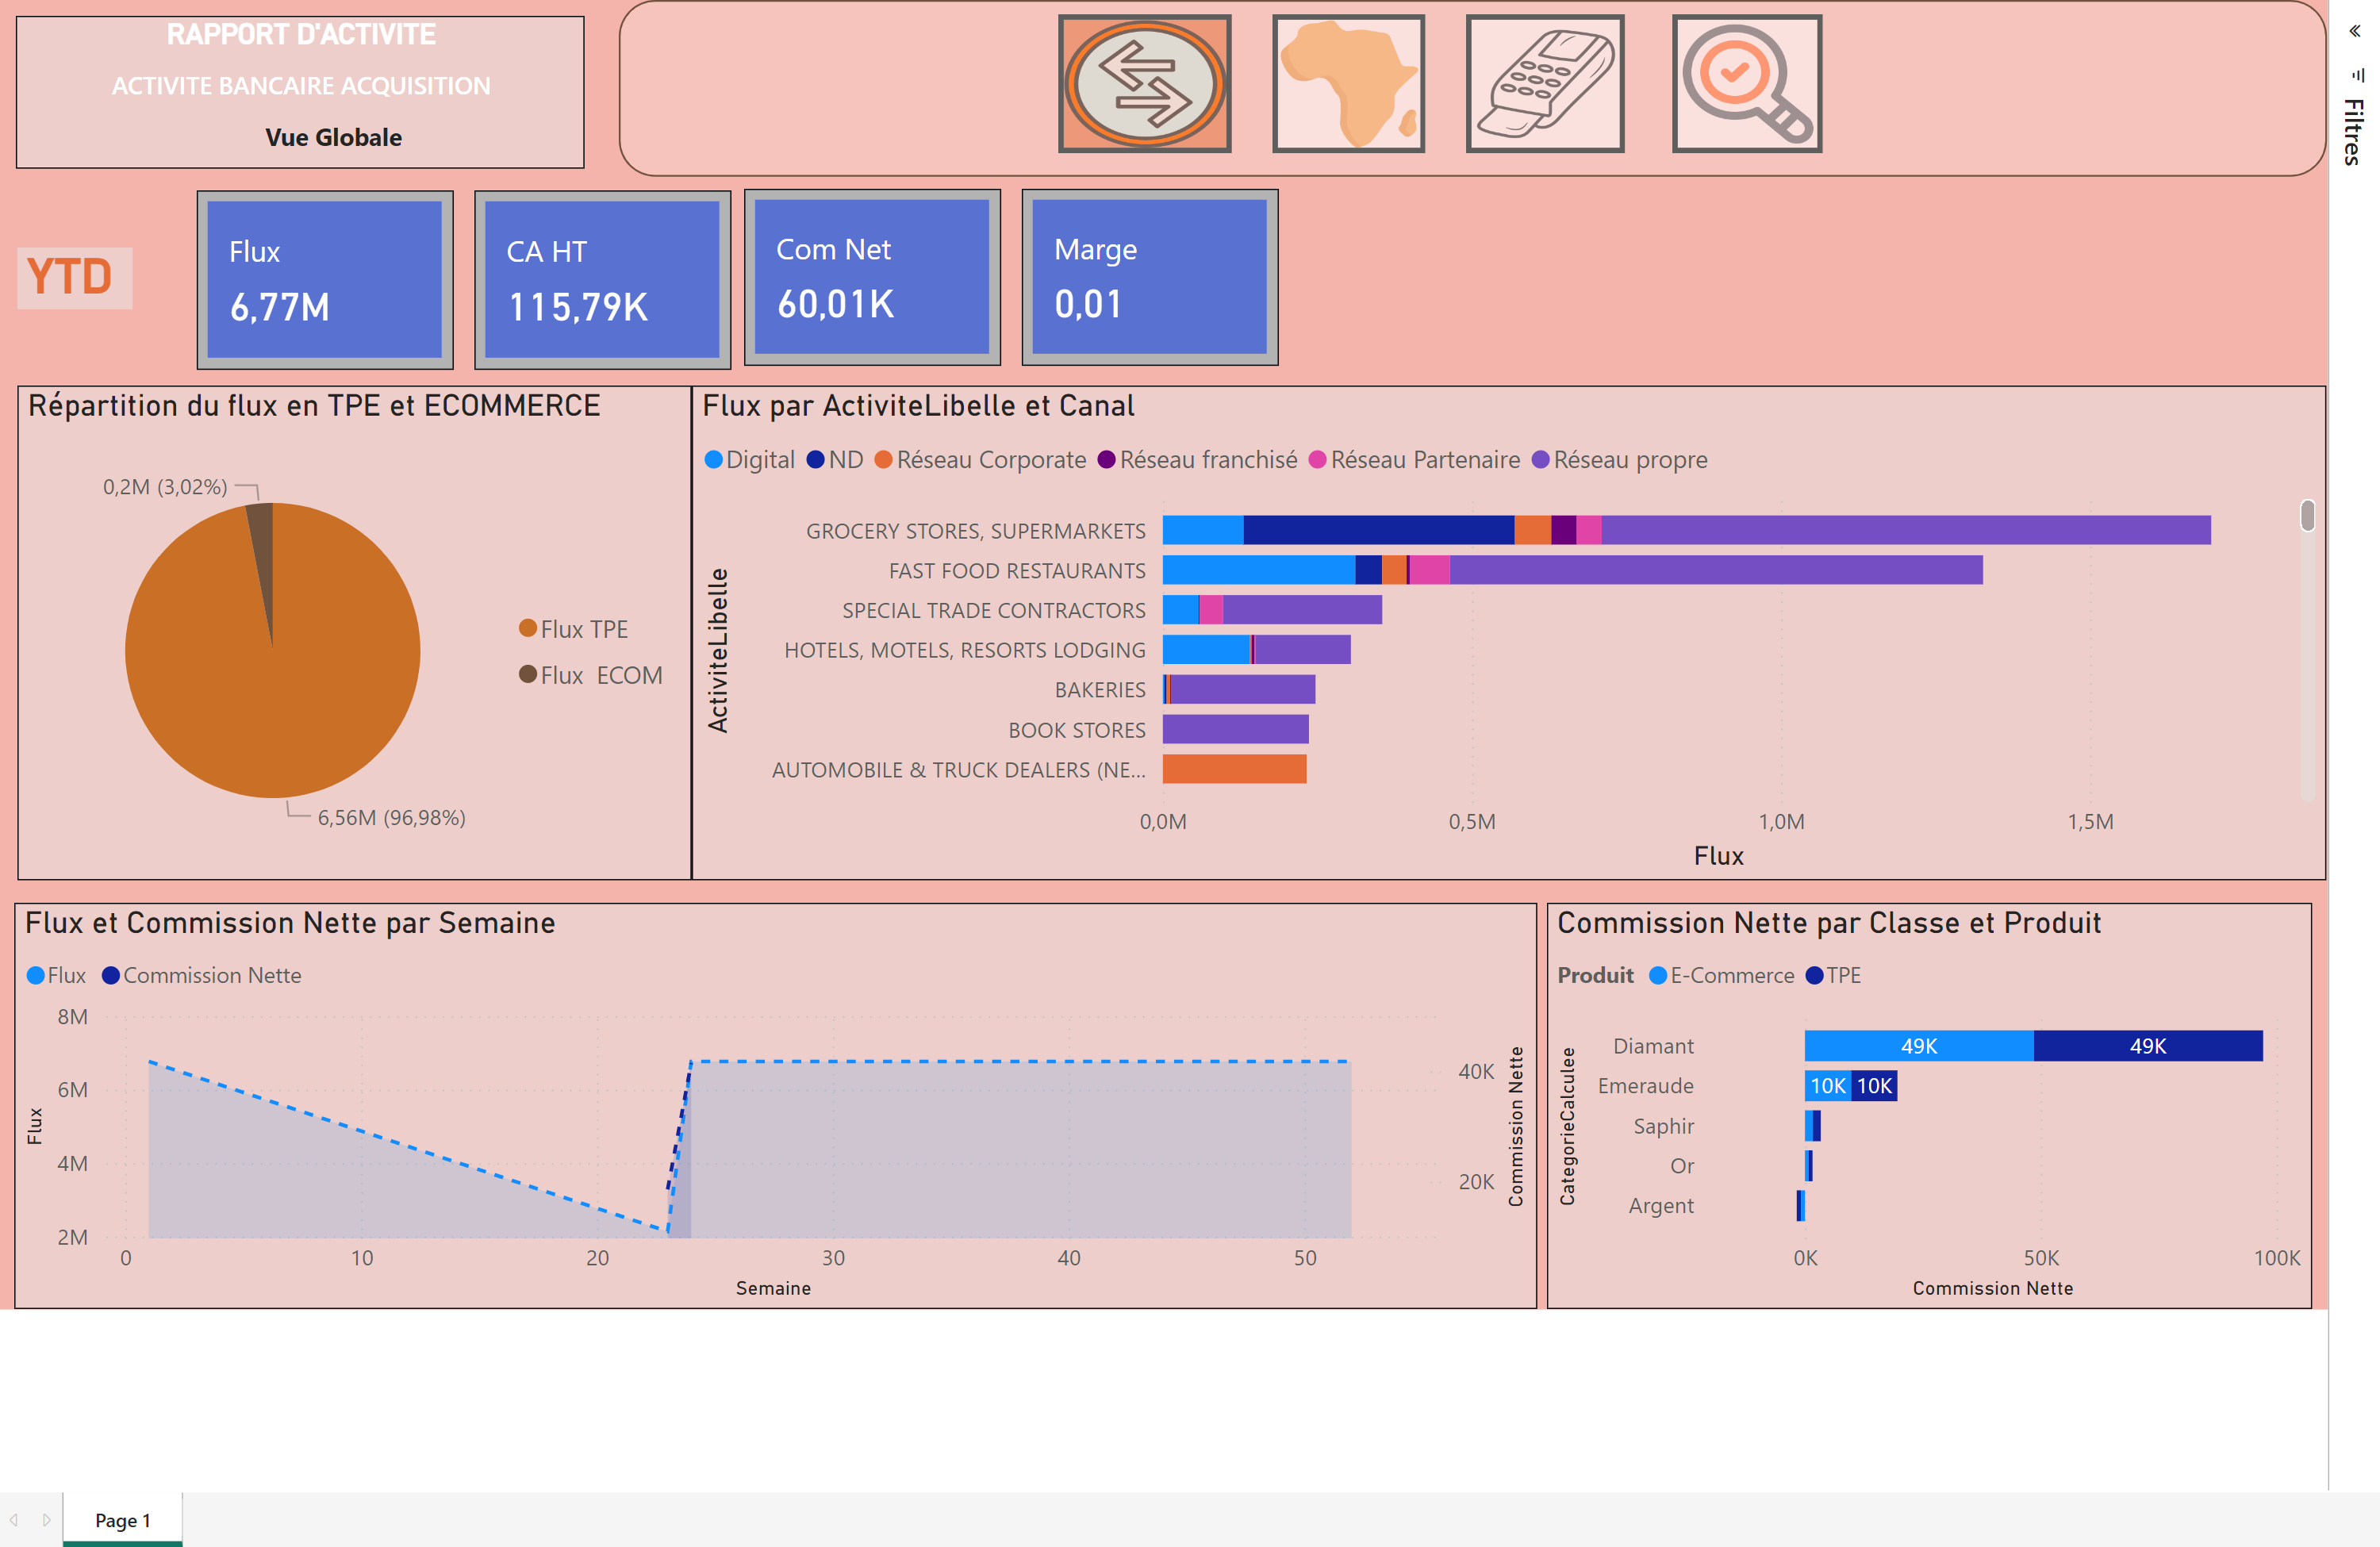 RAPPORT D'ACTIVITE
ACTIVITE BANCAIRE ACQUISITION
Vue Globale
Filtres
YTD
Flux
6,77M
CA HT
115,79K
Com Net
60,01K
Marge
0,01
Répartition du flux en TPE et ECOMMERCE
0,2M (3,02%)
Flux TPE
Flux ECOM
6,56M (96,98%)
Flux par ActiviteLibelle et Canal
Digital ND Réseau Corporate Réseau franchisé Réseau Partenaire Réseau propre
ActiviteLibelle
GROCERY STORES, SUPERMARKETS
FAST FOOD RESTAURANTS
SPECIAL TRADE CONTRACTORS
HOTELS, MOTELS, RESORTS LODGING
BAKERIES
BOOK STORES
AUTOMOBILE & TRUCK DEALERS (NE...
0,0M 0,5M 1,0M 1,5M
Flux
Flux et Commission Nette par Semaine
Flux Commission Nette
Flux
8M
6M
4M
2M
40K
20K
Commission Nette
0 10 20 30 40 50
Semaine
Commission Nette par Classe et Produit
Produit E-Commerce TPE
CategorieCalculee
Diamant 49K 49K
Emeraude 10K 10K
Saphir
Or
Argent
0K 50K 100K
Commission Nette
Page 1